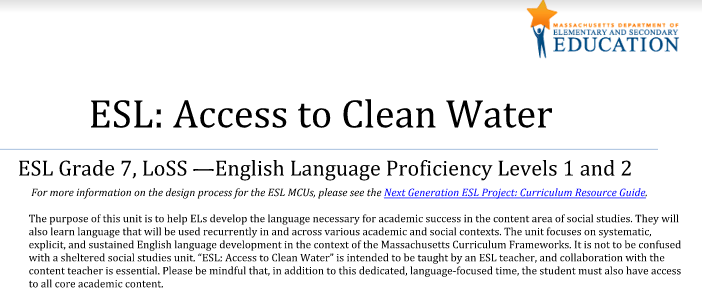 MASSACHUSETTS DEPARTMENT OF
ELEMENTARY AND SECONDARY
EDUCATION
ESL: Access to Clean Water
ESL Grade 7, LoSS —English Language Proficiency Levels 1 and 2
For more information on the design process for the ESL MCUs, please see the Next Generation ESL Project: Curriculum Resource Guide.
The purpose of this unit is to help ELs develop the language necessary for academic success in the content area of social studies. They will
also learn language that will be used recurrently in and across various academic and social contexts. The unit focuses on systematic,
explicit, and sustained English language development in the context of the Massachusetts Curriculum Frameworks. It is not to be confused
with a sheltered social studies unit. “ESL: Access to Clean Water” is intended to be taught by an ESL teacher, and collaboration with the
content teacher is essential. Please be mindful that, in addition to this dedicated, language-focused time, the student must also have access
to all core academic content.